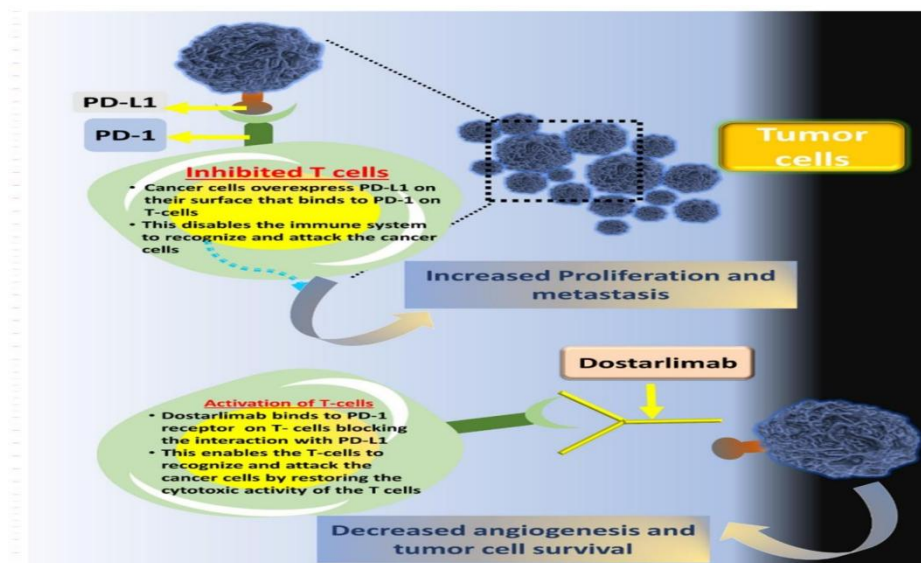 PD-L1
PD-1
Tumor
cells
Inhibited T cells
• Cancer cells overexpress PD-L1 on
their surface that binds to PD-1 on
T-cells
• This disables the immune system
to recognize and attack the cancer
cells
Increased Proliferation and
metastasis
Dostarlimab
Activation of T-cells
• Dostarlimab binds to PD-1
receptor on T- cells blocking
the interaction with PD-L1
• This enables the T-cells to
recognize and attack the
cancer cells by restoring the
cytotoxic activity of the T cells
Decreased angiogenesis and
tumor cell survival